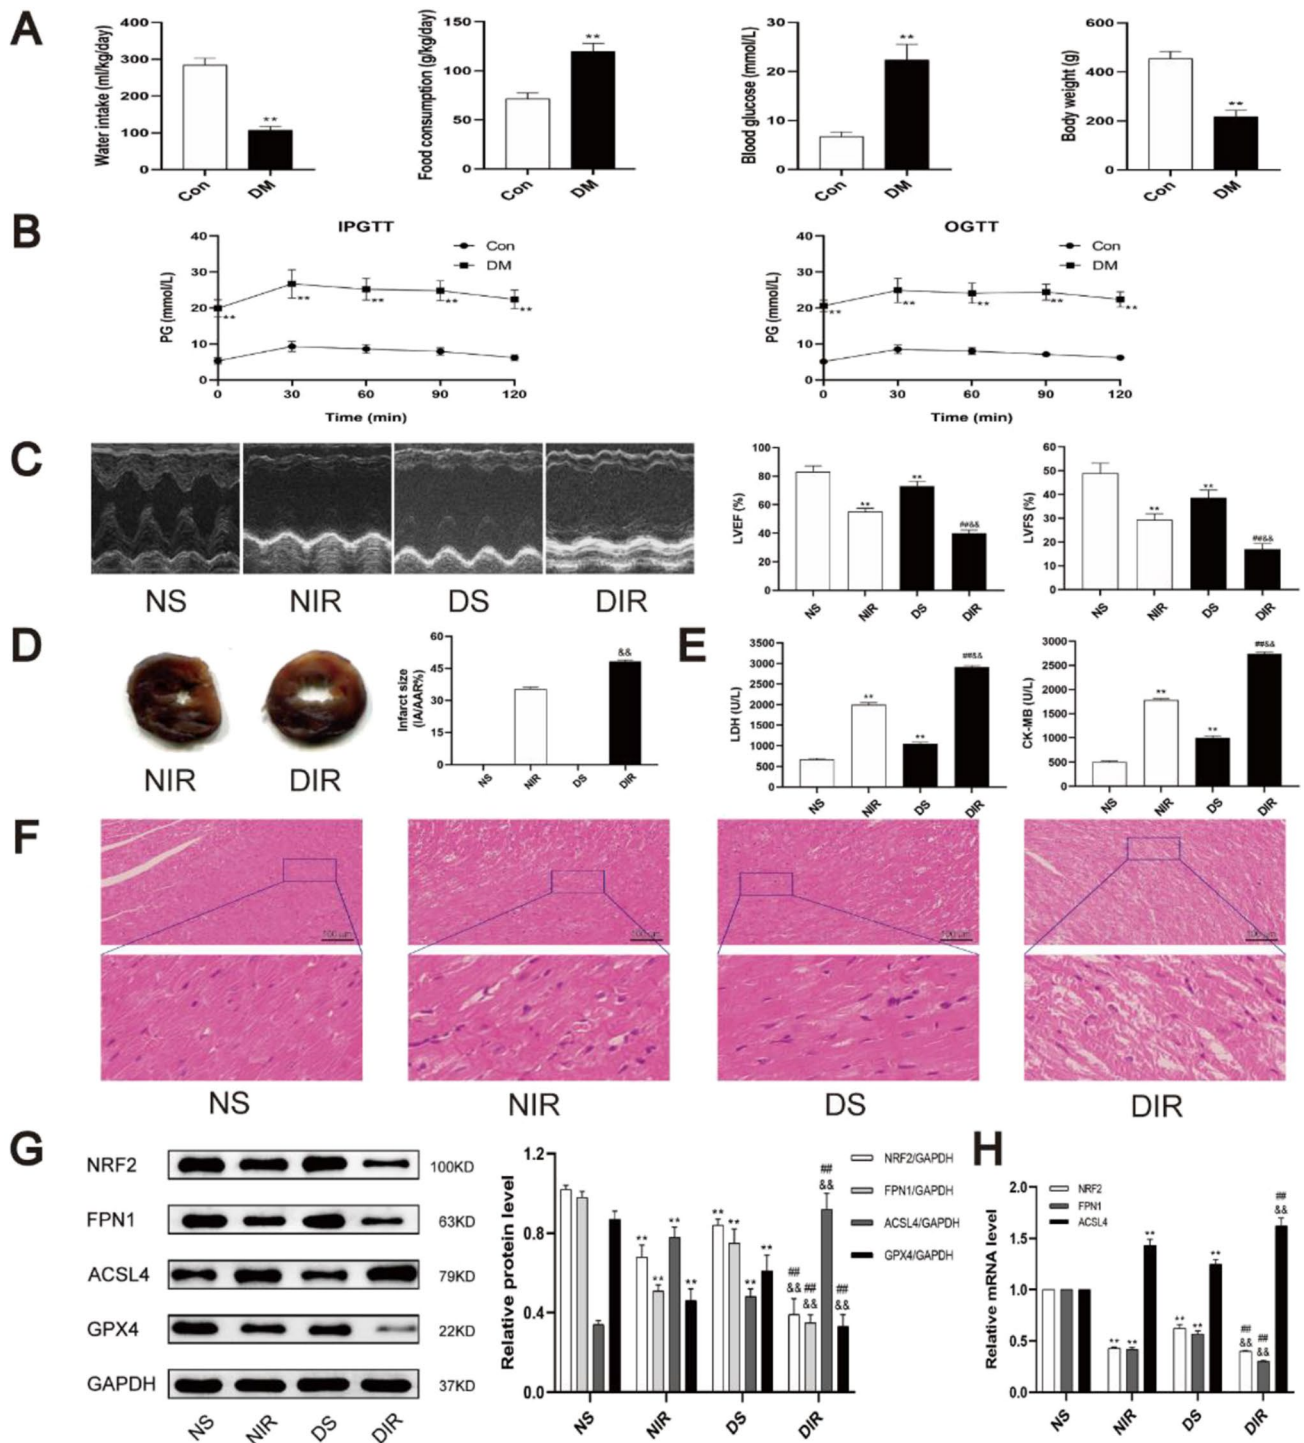 A
Water intake (ml/kg/day)
400
300
200
100
0
Con
DM
**
Food consumption (g/kg/day)
150
100
50
0
Con
DM
**
Blood glucose (mmol/L)
30
20
10
0
Con
DM
**
Body weight (g)
600
400
200
0
Con
DM
**
B
IPGTT
PG (mmol/L)
40
30
20
10
0
Con
DM
**
**
**
**
**
0 30 60 90 120
Time (min)
OGTT
PG (mmol/L)
40
30
20
10
0
Con
DM
**
**
**
**
**
0 30 60 90 120
Time (min)
C
NS NIR DS DIR
LVEF (%)
100
80
60
40
20
0
**
**
##&&
NS NIR DS DIR
LVFS (%)
60
50
40
30
20
10
0
**
**
##&&
NS NIR DS DIR
D
NIR DIR
Infarct size
(IA/AAR%)
60
45
30
15
0
&&
NS NIR DS DIR
E
LDH (U/L)
3500
3000
2500
2000
1500
1000
500
0
**
**
##&&
NS NIR DS DIR
CK-MB (U/L)
3000
2500
2000
1500
1000
500
0
**
**
##&&
NS NIR DS DIR
F
100 μm
100 μm
100 μm
100 μm
NS NIR DS DIR
G
NRF2 100KD
FPN1 63KD
ACSL4 79KD
GPX4 22KD
GAPDH 37KD
NS NIR DS DIR
Relative protein level
1.2
0.8
0.4
0.0
NRF2/GAPDH
FPN1/GAPDH
ACSL4/GAPDH
GPX4/GAPDH
** ** ** **
** ** ** **
## ## ## ##
&& && && &&
NS NIR DS DIR
H
Relative mRNA level
2.0
1.5
1.0
0.5
0.0
NRF2
FPN1
ACSL4
** ** **
** ** **
## ## ##
&& && &&
NS NIR DS DIR